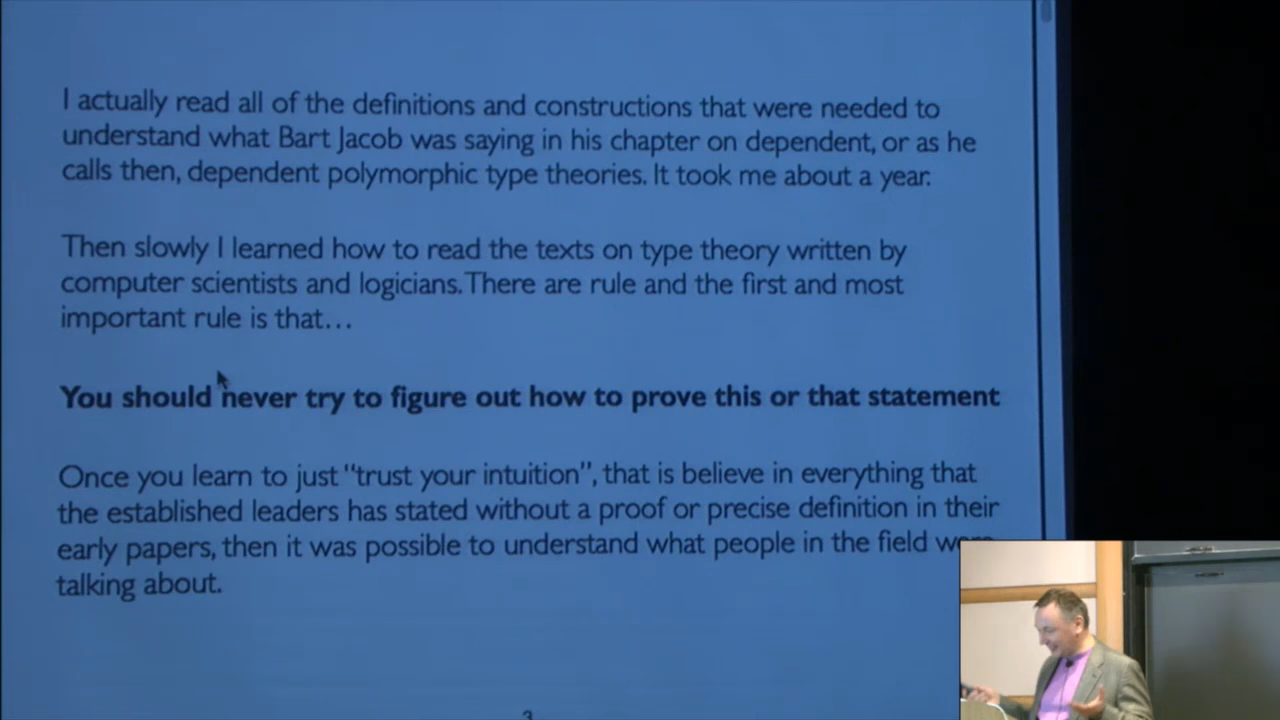 I actually read all of the definitions and constructions that were needed to
understand what Bart Jacob was saying in his chapter on dependent, or as he
calls then, dependent polymorphic type theories. It took me about a year.
Then slowly I learned how to read the texts on type theory written by
computer scientists and logicians. There are rule and the first and most
important rule is that…
You should never try to figure out how to prove this or that statement
Once you learn to just “trust your intuition”, that is believe in everything that
the established leaders has stated without a proof or precise definition in their
early papers, then it was possible to understand what people in the field were
talking about.
3